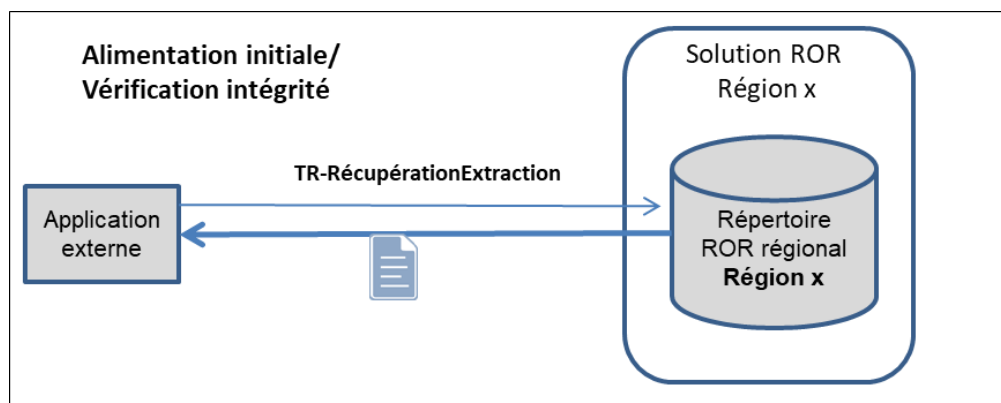 Alimentation initiale/
Vérification intégrité
Solution ROR
Région x
TR-RécupérationExtraction
Application
externe
Répertoire
ROR régional
Région x